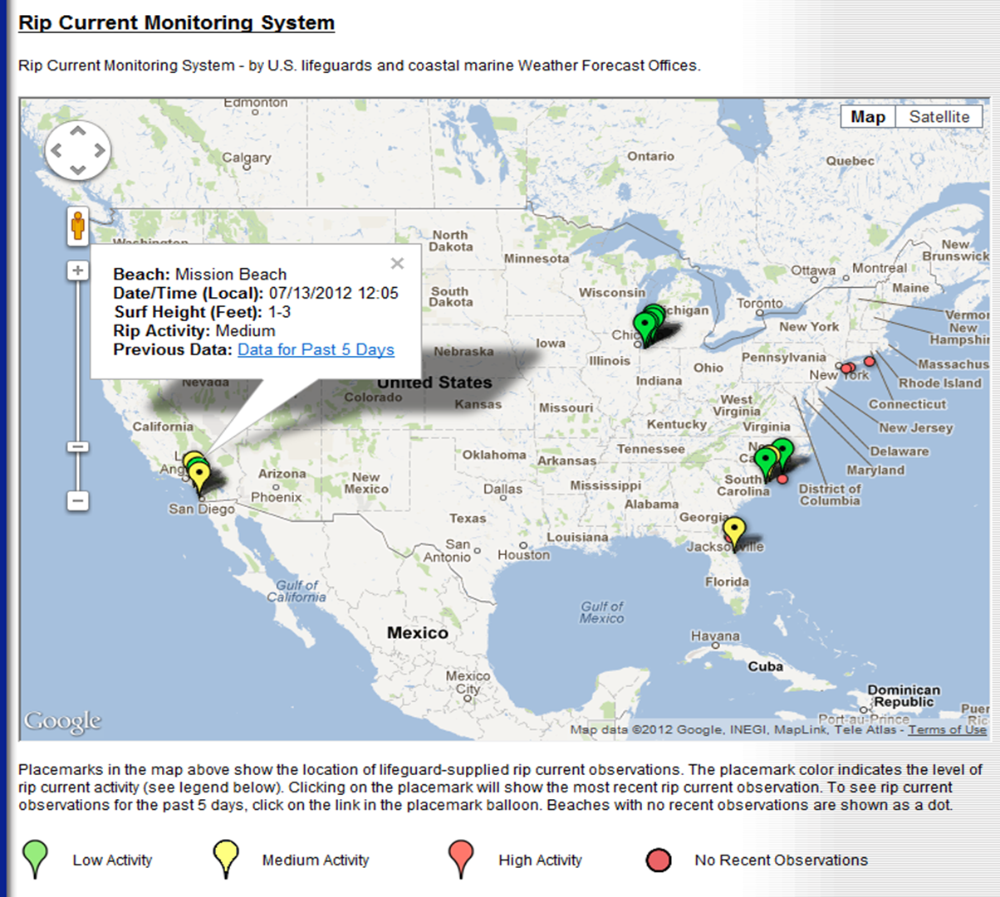 Rip Current Monitoring System
Rip Current Monitoring System - by U.S. lifeguards and coastal marine Weather Forecast Offices.
Edmonton
Map
Satellite
Calgary
Ontario
Quebec
Washington
North
Dakota
Minnesota
New
Brunswick
Ottawa
Montreal
Maine
Beach: Mission Beach
Date/Time (Local): 07/13/2012 12:05
Surf Height (Feet): 1-3
Rip Activity: Medium
Previous Data: Data for Past 5 Days
South
Dakota
Wisconsin
ichigan
Toronto
Vermon
New
Hampshir
New York
Nebraska
Iowa
Chic
Illinois
Ohio
Pennsylvania
New York
Massachus
Rhode Island
Nevada
United States
Colorado
Kansas
Indiana
Missouri
West
Virginia
Connecticut
California
Kentucky
Virginia
New Jersey
L
Ang
Oklahoma
Tennessee
Arkansas
No
Ca
Delaware
Maryland
Arizona
Phoenix
New
Mexico
Dallas
Mississippi
South
Carolina
District of
Columbia
San Diego
Alabama
Texas
Georgia
Louisiana
San
Antonio
Houston
Jacksonville
Florida
Gulf of
California
Gulf of
Mexico
Mexico
Havana
Cuba
Mexico
City
Dominican
Republic
Port-au-Prince
Puer
Ric
Google
Map data ©2012 Google, INEGI, MapLink, Tele Atlas - Terms of Use
Placemarks in the map above show the location of lifeguard-supplied rip current observations. The placemark color indicates the level of
rip current activity (see legend below). Clicking on the placemark will show the most recent rip current observation. To see rip current
observations for the past 5 days, click on the link in the placemark balloon. Beaches with no recent observations are shown as a dot.
Low Activity
Medium Activity
High Activity
No Recent Observations